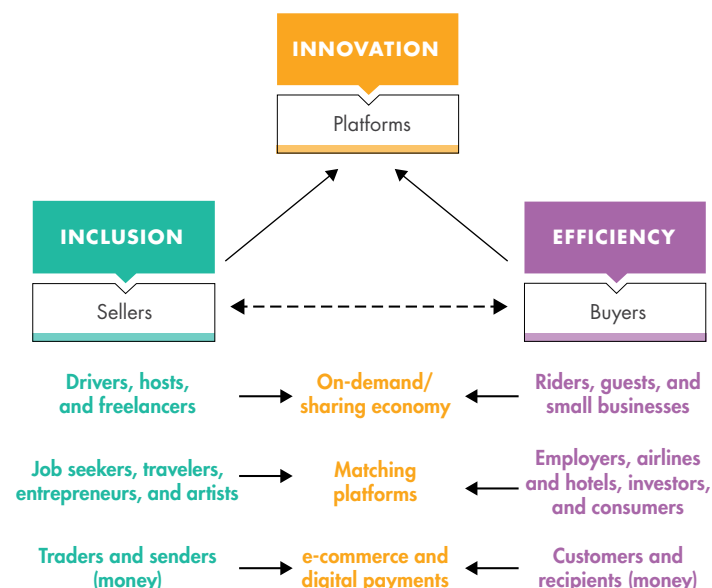 INNOVATION
Platforms
INCLUSION
EFFICIENCY
Sellers
Buyers
Drivers, hosts,
and freelancers
On-demand/
sharing economy
Riders, guests, and
small businesses
Job seekers, travelers,
entrepreneurs, and artists
Matching
platforms
Employers, airlines
and hotels, investors,
and consumers
Traders and senders
(money)
e-commerce and
digital payments
Customers and
recipients (money)